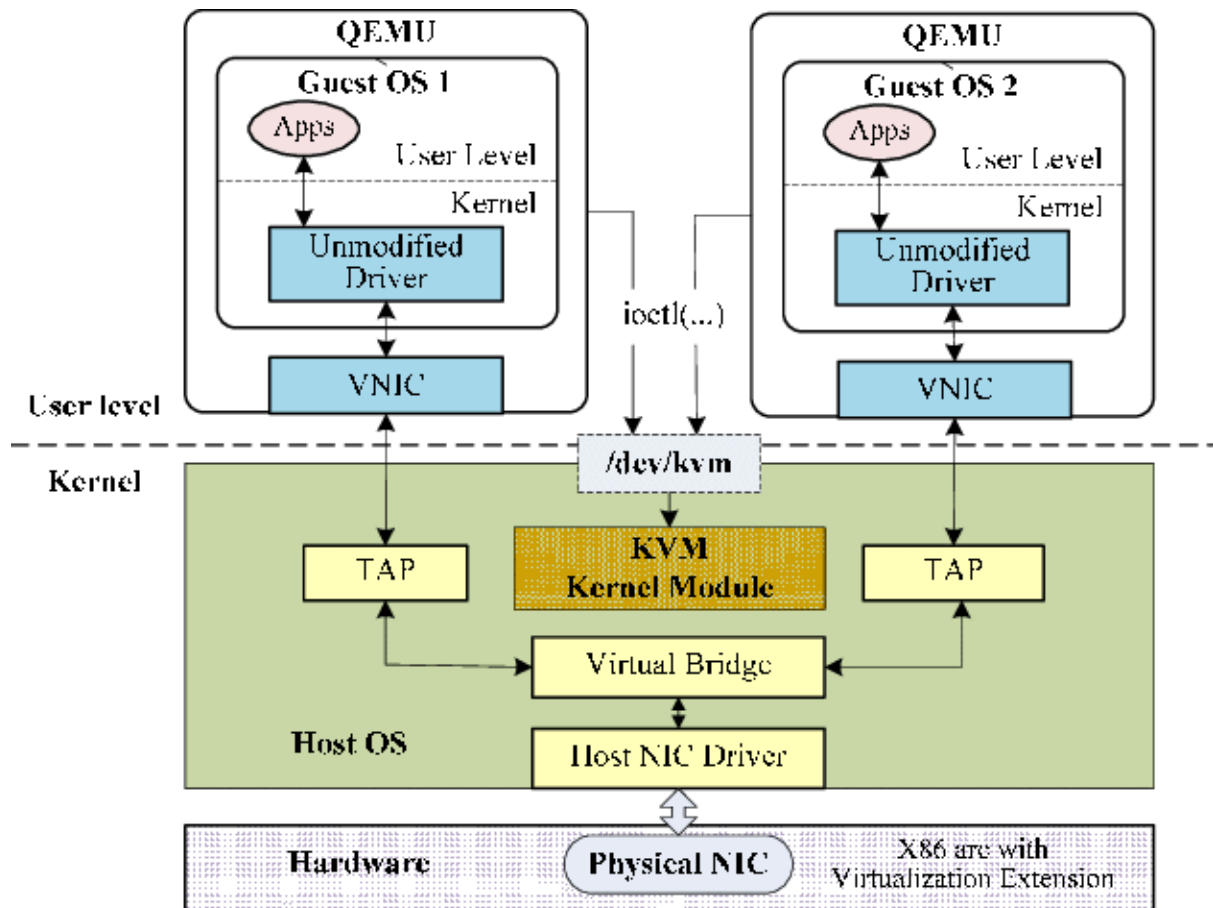 QEMU
Guest OS 1
Apps
User Level
Kernel
Unmodified
Driver
VNIC
QEMU
Guest OS 2
Apps
User Level
Kernel
Unmodified
Driver
VNIC
ioctl(...)
User level
Kernel
/dev/kvm
TAP
KVM
Kernel Module
TAP
Virtual Bridge
Host OS
Host NIC Driver
Hardware
Physical NIC
X86 are with
Virtualization Extension